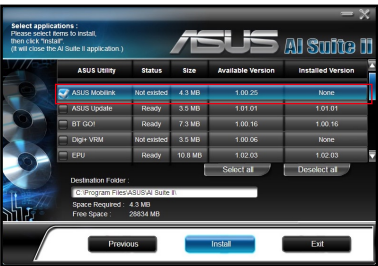 Select applications :
Please select items to install,
then click "Install".
(It will close the Ai Suite II application.)
ASUS AI Suite II
ASUS Utility Status Size Available Version Installed Version
ASUS Mobilink Not existed 4.3 MB 1.00.25 None
ASUS Update Ready 3.5 MB 1.01.01 1.01.01
BT GO! Ready 7.3 MB 1.00.16 1.00.16
Digi+ VRM Not existed 3.5 MB 1.00.06 None
EPU Ready 10.8 MB 1.02.03 1.02.03
Select all Deselect all
Destination Folder :
C:\Program Files\ASUS\AI Suite II\
Space Required : 4.3 MB
Free Space : 28834 MB
Previous Install Exit